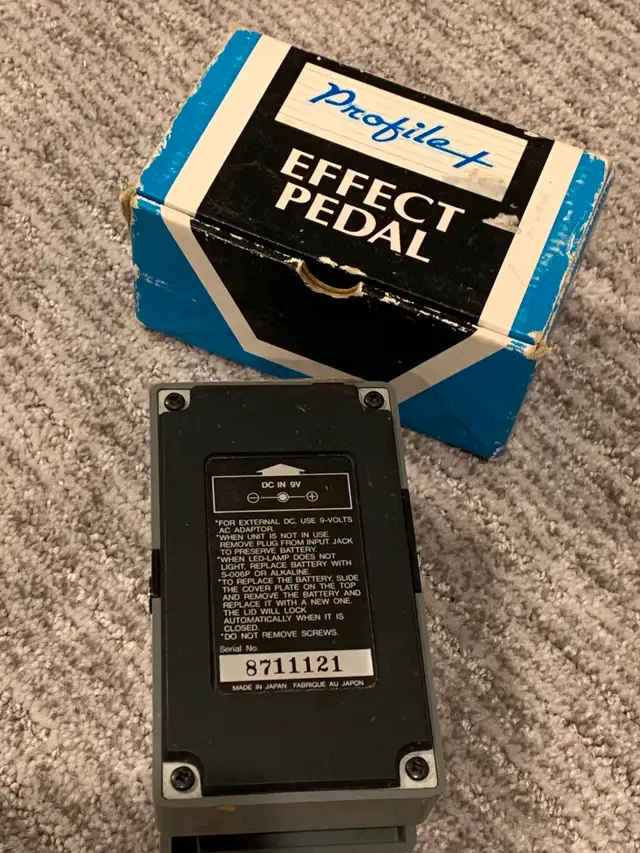 Profile+
EFFECT
PEDAL
DC IN 9V
*FOR EXTERNAL DC, USE 9-VOLTS
AC ADAPTOR.
*WHEN UNIT IS NOT IN USE.
REMOVE PLUG FROM INPUT JACK
TO PRESERVE BATTERY.
*WHEN LED-LAMP DOES NOT
LIGHT, REPLACE BATTERY WITH
S-006P OR ALKALINE.
*TO REPLACE THE BATTERY, SLIDE
THE COVER PLATE ON THE TOP
AND REMOVE THE BATTERY AND
REPLACE IT WITH A NEW ONE.
THE LID WILL LOCK
AUTOMATICALLY WHEN IT IS
CLOSED.
*DO NOT REMOVE SCREWS.
Serial No.
8711121
MADE IN JAPAN FABRIQUE AU JAPON